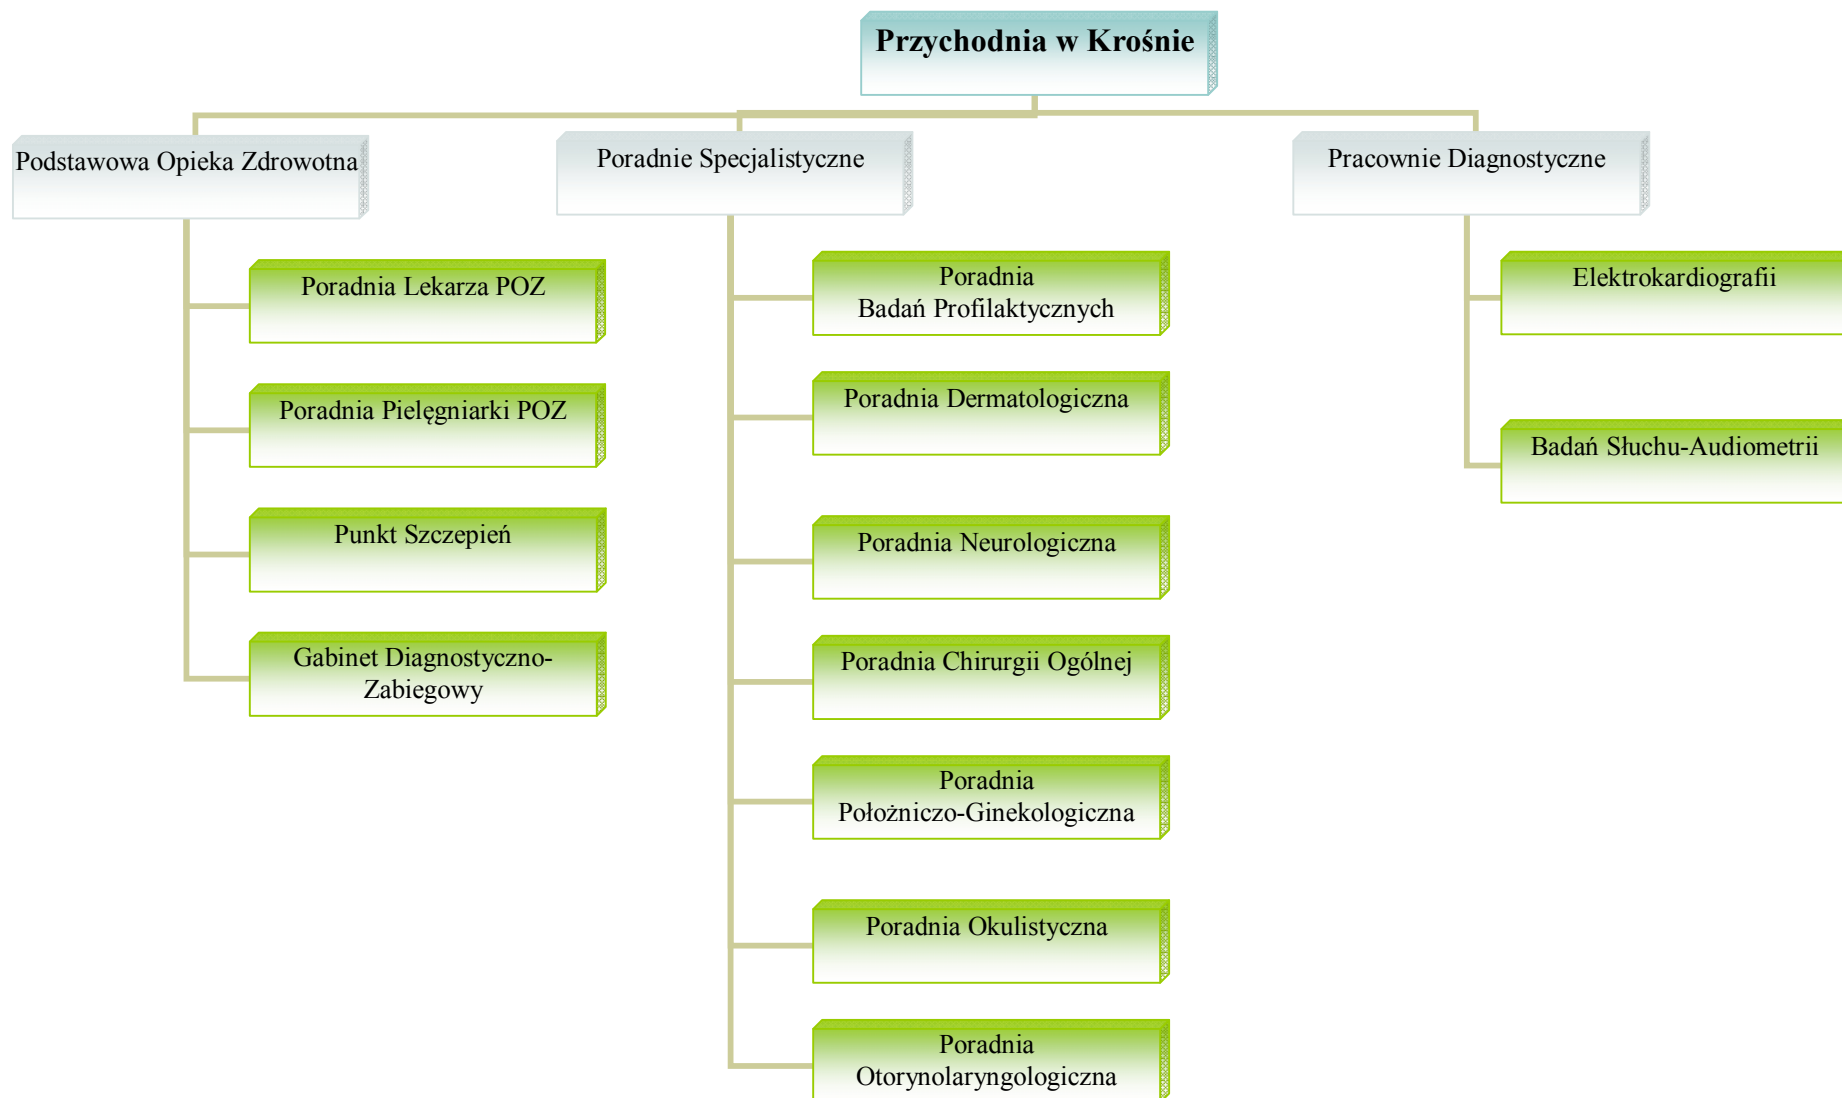 Przychodnia w Krośnie
Podstawowa Opieka Zdrowotna
Poradnie Specjalistyczne
Pracownie Diagnostyczne
Poradnia Lekarza POZ
Poradnia Pielęgniarki POZ
Punkt Szczepień
Gabinet Diagnostyczno-
Zabiegowy
Poradnia
Badań Profilaktycznych
Poradnia Dermatologiczna
Poradnia Neurologiczna
Poradnia Chirurgii Ogólnej
Poradnia
Położniczo-Ginekologiczna
Poradnia Okulistyczna
Poradnia
Otorynolaryngologiczna
Elektrokardiografii
Badań Słuchu-Audiometrii